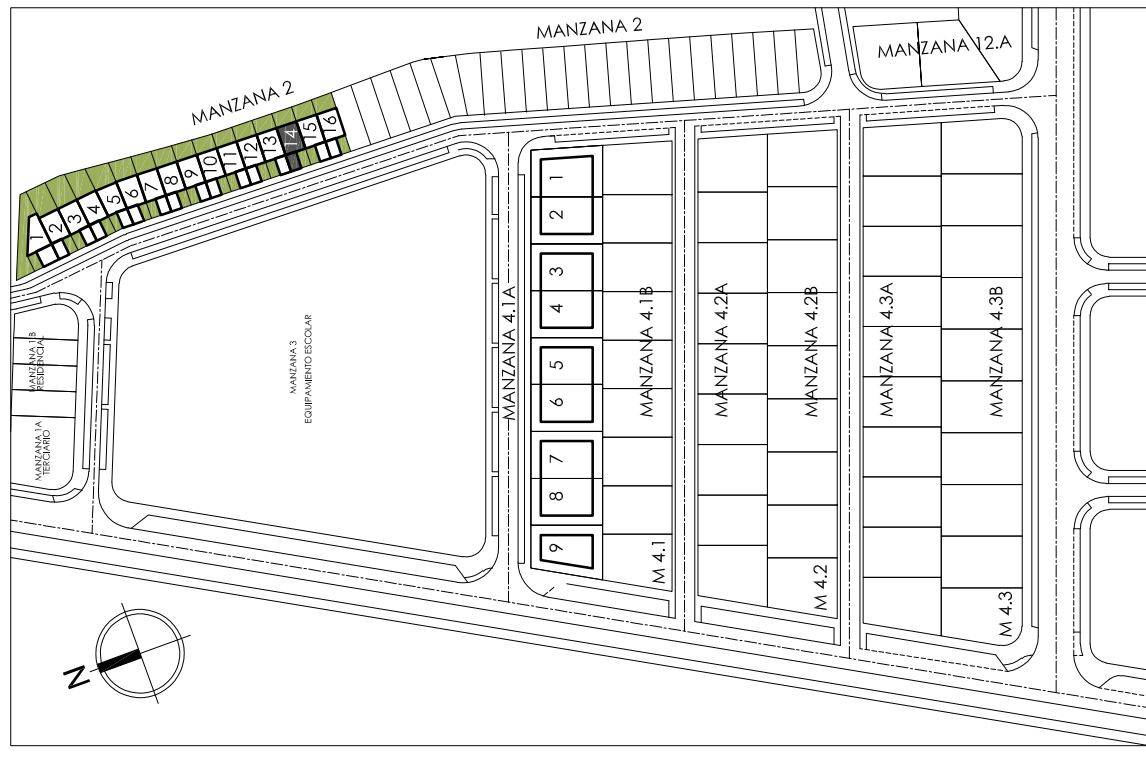 MANZANA 2
MANZANA 2
MANZANA 12.A
1
2
3
4
5
6
7
8
9
10
11
12
13
14
15
16
MANZANA 1B
RESIDENCIAL
MANZANA 1A
TERCIARIO
MANZANA 3
EQUIPAMIENTO ESCOLAR
MANZANA 4.1A
1
2
3
4
5
6
7
8
9
MANZANA 4.1B
M 4.1
MANZANA 4.2A
MANZANA 4.2B
M 4.2
MANZANA 4.3A
MANZANA 4.3B
M 4.3
N